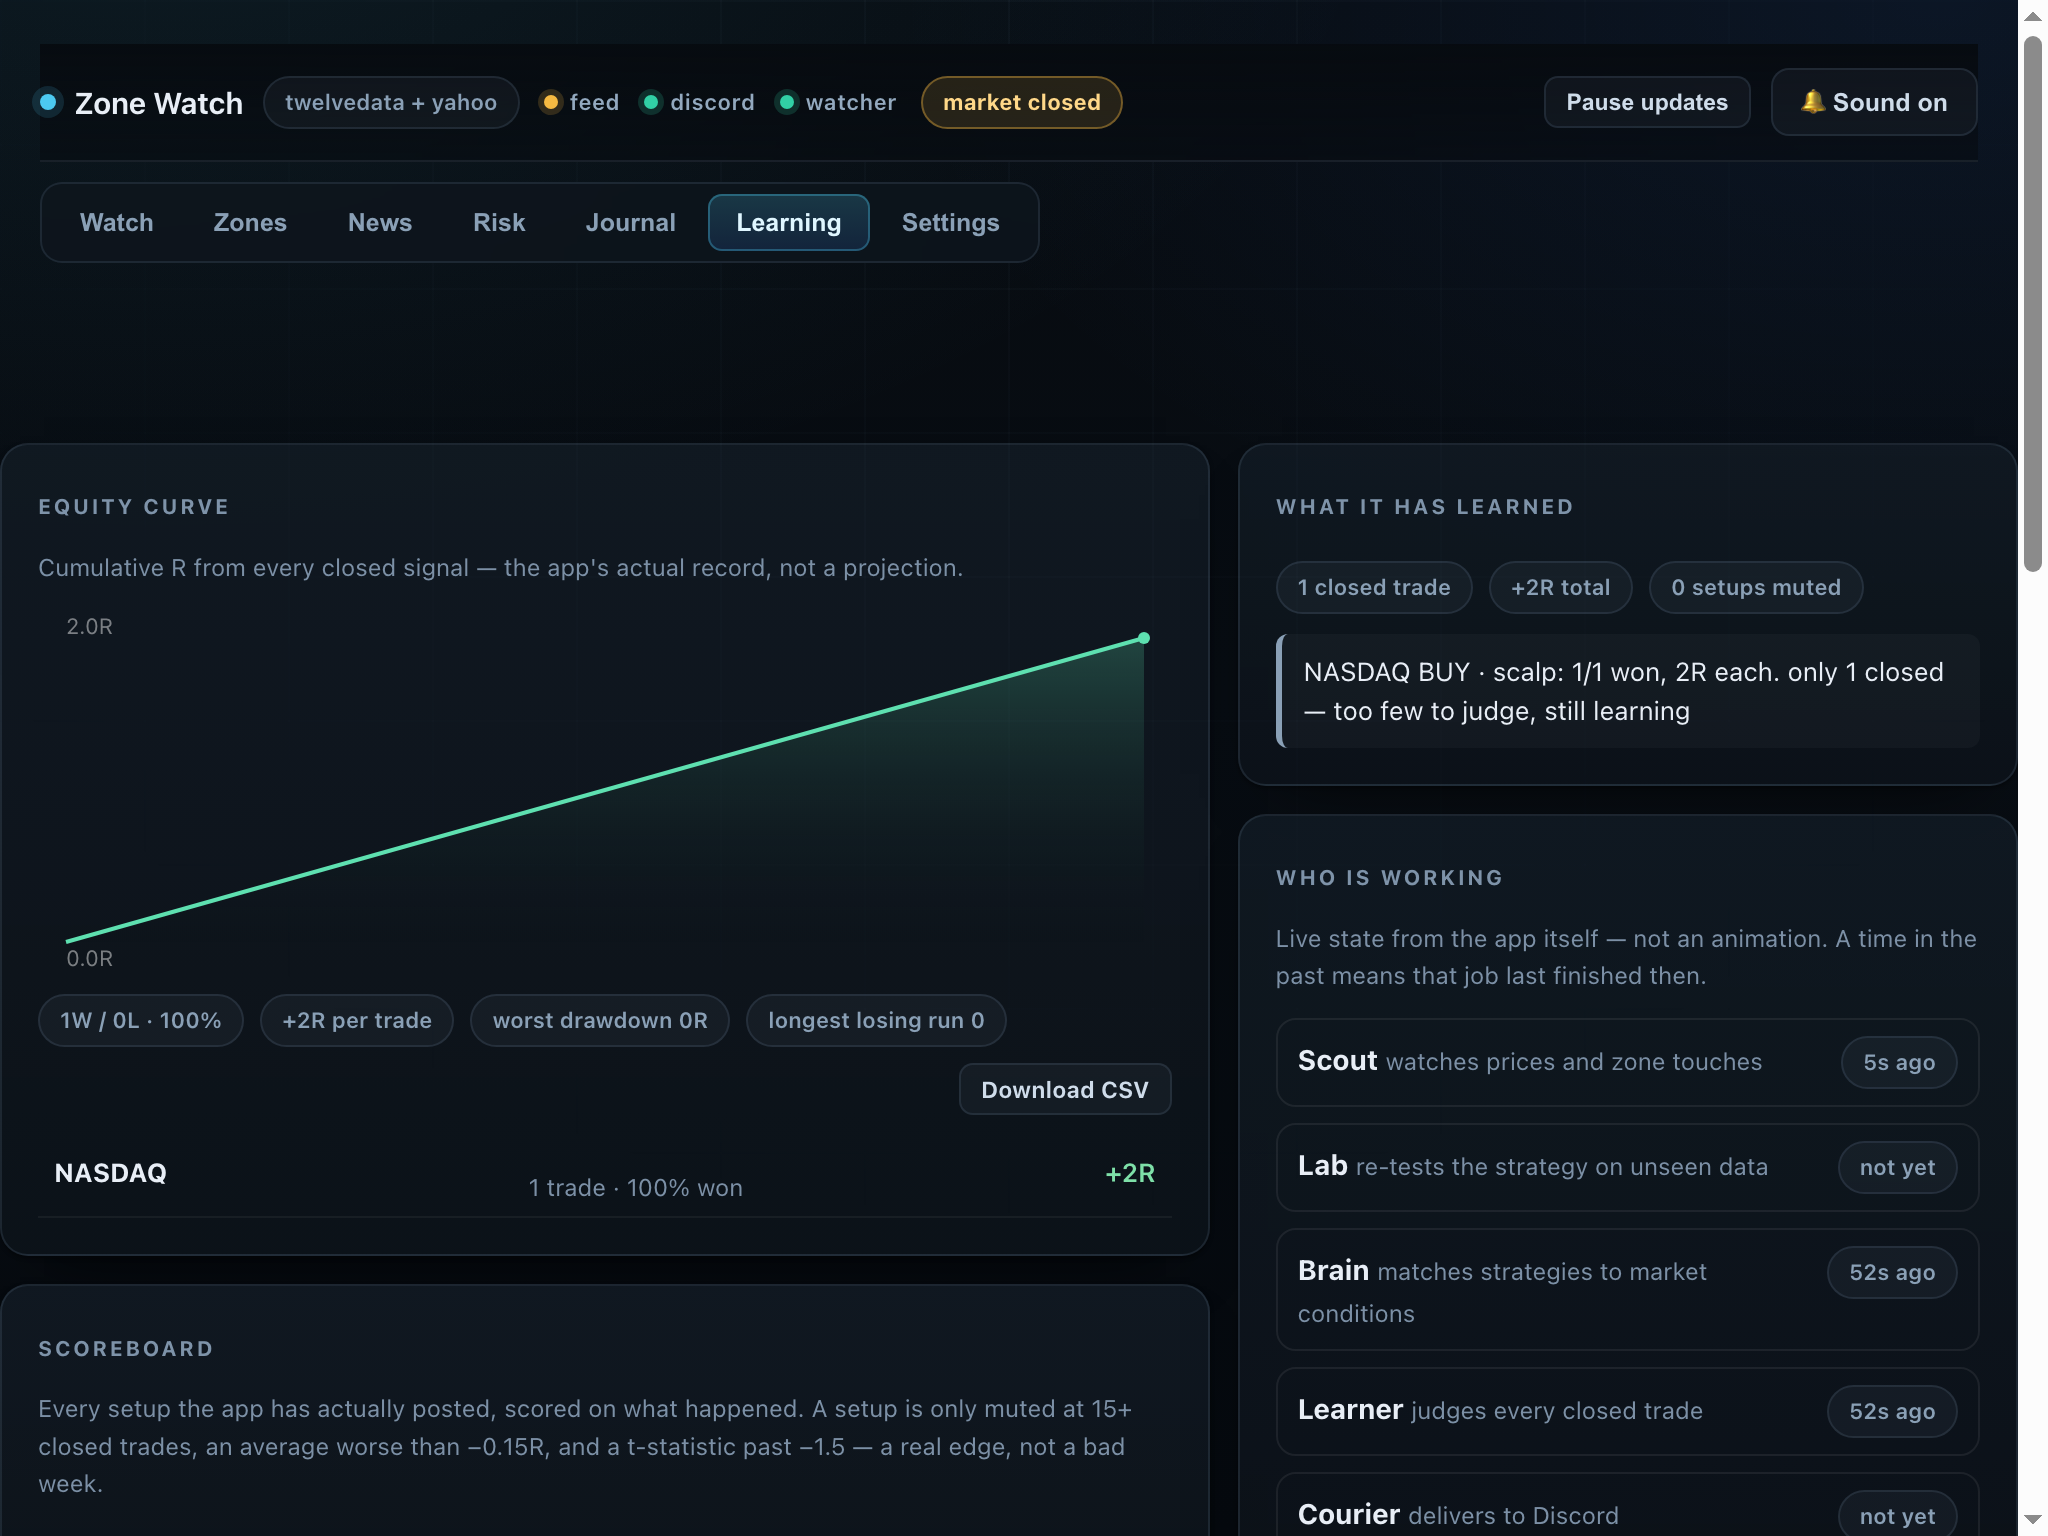 Zone Watch
twelvedata + yahoo
feed
discord
watcher
market closed
Pause updates
🔔 Sound on
Watch
Zones
News
Risk
Journal
Learning
Settings
EQUITY CURVE
Cumulative R from every closed signal — the app's actual record, not a projection.
2.0R
0.0R
1W / 0L · 100%
+2R per trade
worst drawdown 0R
longest losing run 0
Download CSV
NASDAQ
1 trade · 100% won
+2R
SCOREBOARD
Every setup the app has actually posted, scored on what happened. A setup is only muted at 15+
closed trades, an average worse than −0.15R, and a t-statistic past −1.5 — a real edge, not a bad
week.
WHAT IT HAS LEARNED
1 closed trade
+2R total
0 setups muted
NASDAQ BUY · scalp: 1/1 won, 2R each. only 1 closed
— too few to judge, still learning
WHO IS WORKING
Live state from the app itself — not an animation. A time in the
past means that job last finished then.
Scout watches prices and zone touches
5s ago
Lab re-tests the strategy on unseen data
not yet
Brain matches strategies to market
conditions
52s ago
Learner judges every closed trade
52s ago
Courier delivers to Discord
not yet